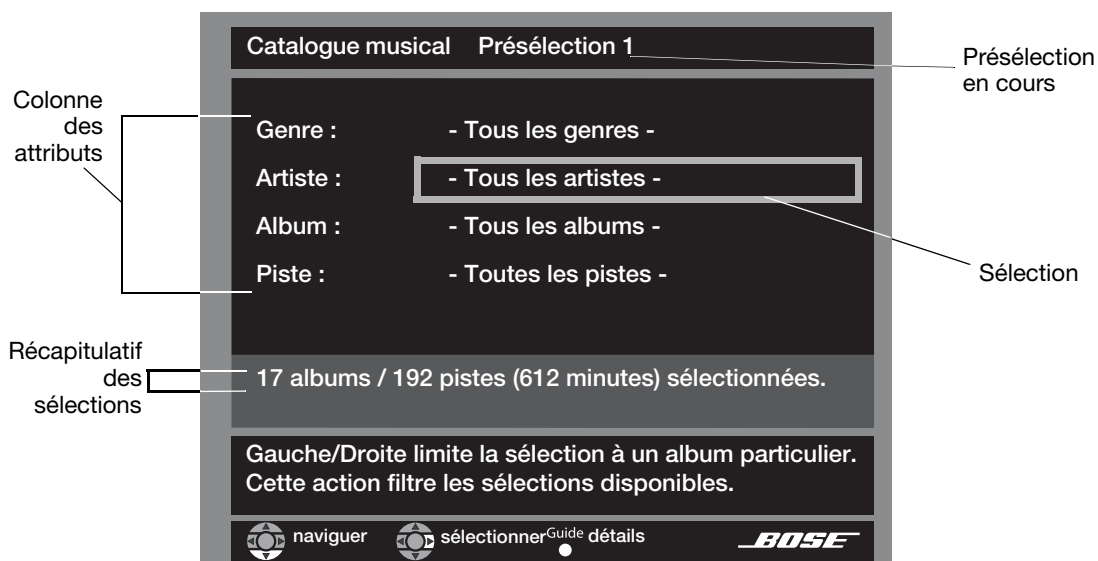 Catalogue musical Présélection 1
Présélection
en cours
Colonne
des
attributs
Genre : - Tous les genres -
Artiste : - Tous les artistes -
Album : - Tous les albums -
Piste : - Toutes les pistes -
Sélection
Récapitulatif
des
sélections
17 albums / 192 pistes (612 minutes) sélectionnées.
Gauche/Droite limite la sélection à un album particulier.
Cette action filtre les sélections disponibles.
naviguer sélectionner Guide détails BOSE